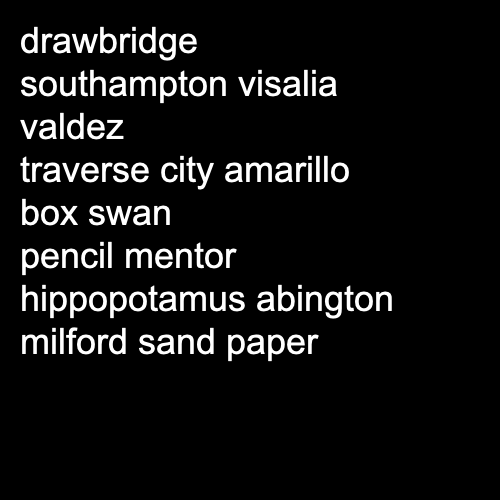 drawbridge
southampton visalia
valdez
traverse city amarillo
box swan
pencil mentor
hippopotamus abington
milford sand paper